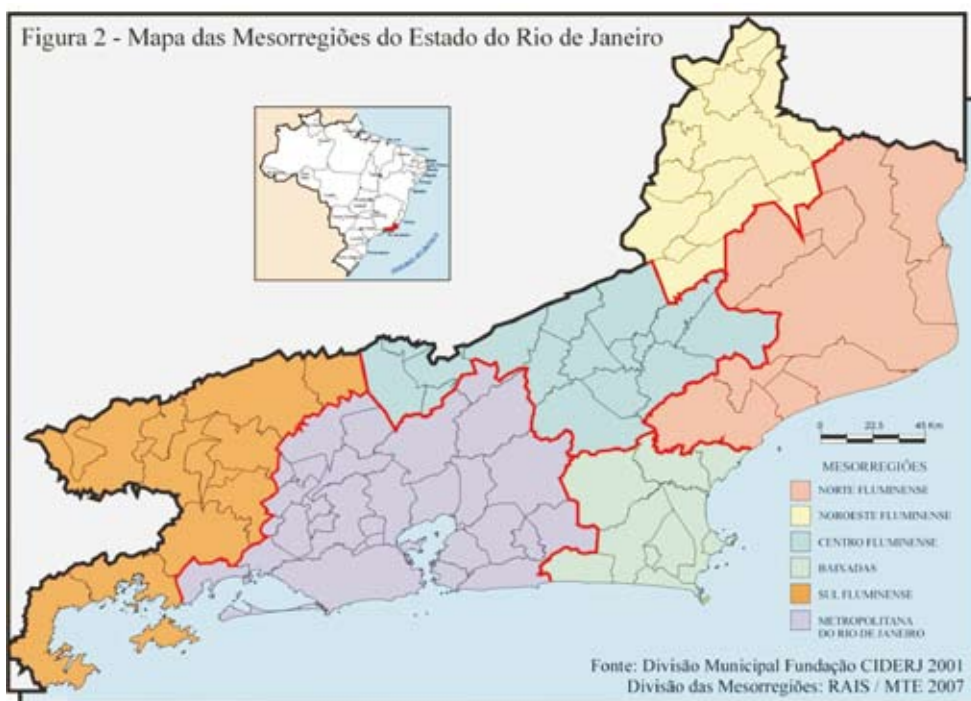 Figura 2 - Mapa das Mesorregiões do Estado do Rio de Janeiro
0 22.5 45 Km
MESORREGIÕES
NORTE FLUMINENSE
NOROESTE FLUMINENSE
CENTRO FLUMINENSE
BAIXADAS
SUL FLUMINENSE
METROPOLITANA
DO RIO DE JANEIRO
Fonte: Divisão Municipal Fundação CIDERJ 2001
Divisão das Mesorregiões: RAIS / MTE 2007